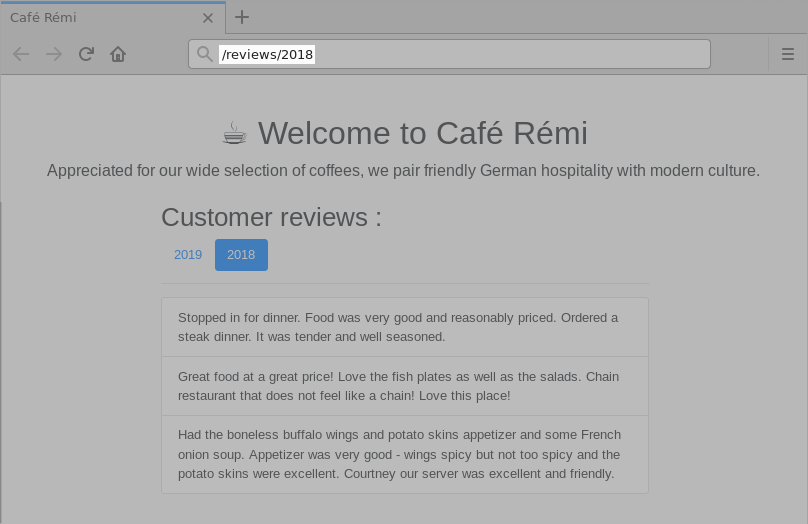 Café Rémi
/reviews/2018
☕ Welcome to Café Rémi
Appreciated for our wide selection of coffees, we pair friendly German hospitality with modern culture.
Customer reviews :
2019 2018
Stopped in for dinner. Food was very good and reasonably priced. Ordered a
steak dinner. It was tender and well seasoned.
Great food at a great price! Love the fish plates as well as the salads. Chain
restaurant that does not feel like a chain! Love this place!
Had the boneless buffalo wings and potato skins appetizer and some French
onion soup. Appetizer was very good - wings spicy but not too spicy and the
potato skins were excellent. Courtney our server was excellent and friendly.